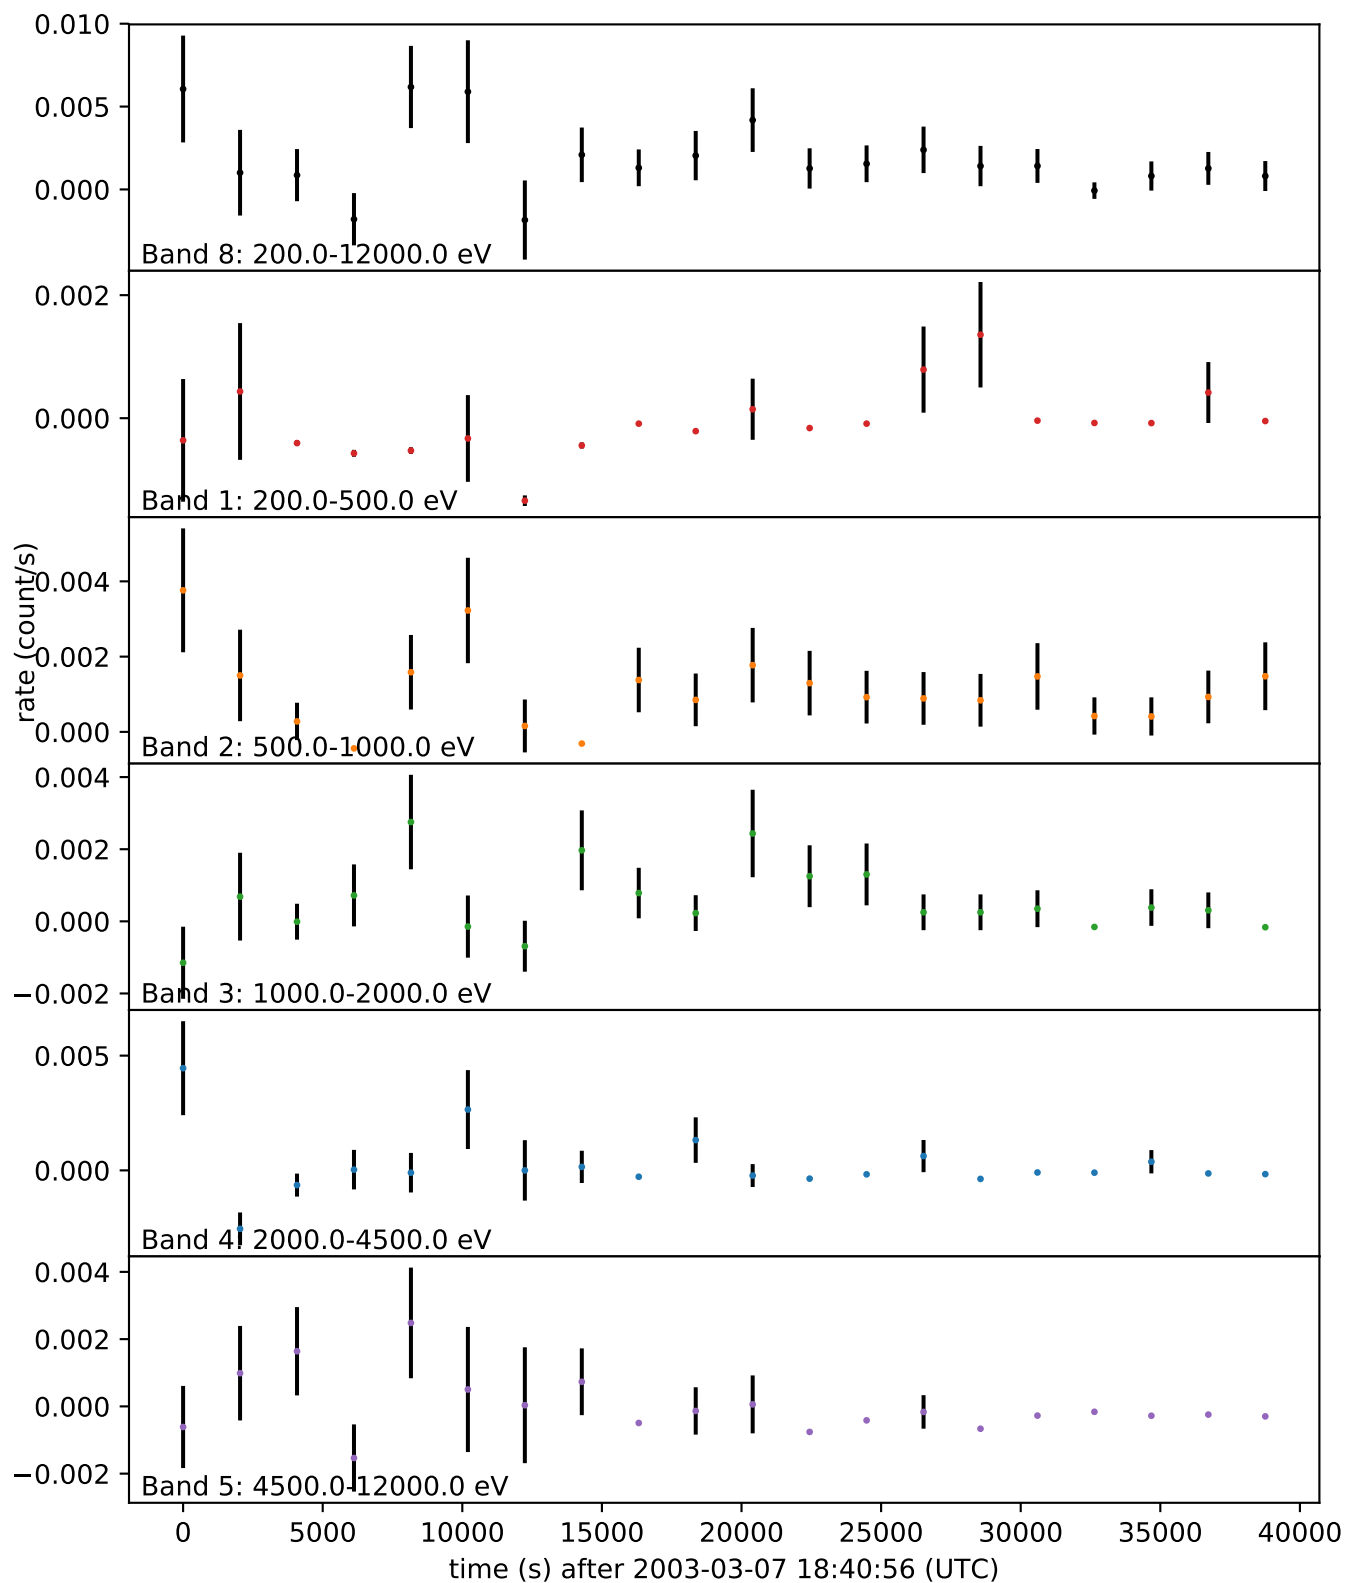 0.010
0.005
0.000
Band 8: 200.0-12000.0 eV
0.002
0.000
Band 1: 200.0-500.0 eV
rate (count/s)
0.004
0.002
0.000
Band 2: 500.0-1000.0 eV
0.004
0.002
0.000
−0.002
Band 3: 1000.0-2000.0 eV
0.005
0.000
Band 4: 2000.0-4500.0 eV
0.004
0.002
0.000
−0.002
Band 5: 4500.0-12000.0 eV
0 5000 10000 15000 20000 25000 30000 35000 40000
time (s) after 2003-03-07 18:40:56 (UTC)